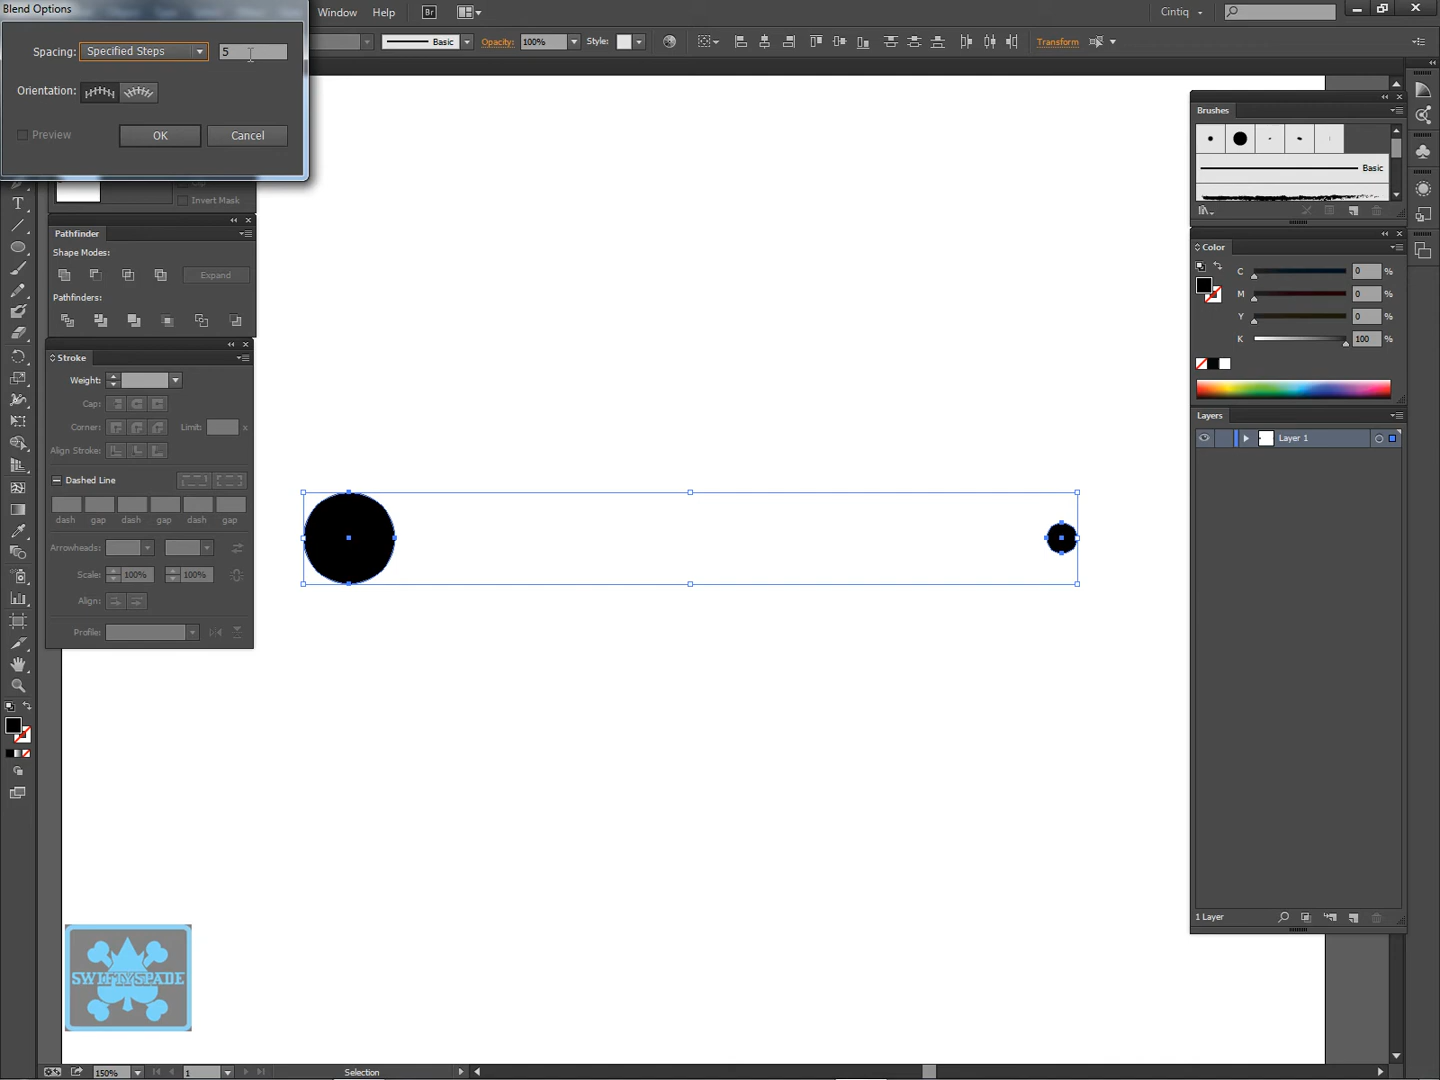 Blend Options
Window Help Br Cintiq
Spacing: Specified Steps 5
Basic Opacity: 100% Style: Transform
Orientation:
Preview OK Cancel
Invert Mask
Pathfinder
Shape Modes:
Expand
Pathfinders:
Stroke
Weight:
Cap:
Corner: Limit: x
Align Stroke:
Dashed Line
dash gap dash gap dash gap
Arrowheads:
Scale: 100% 100%
Align:
Profile:
Brushes
Basic
Color
C 0 %
M 0 %
Y 0 %
K 100 %
Layers
Layer 1
1 Layer
SWIFTYSPADE
150% 1 Selection